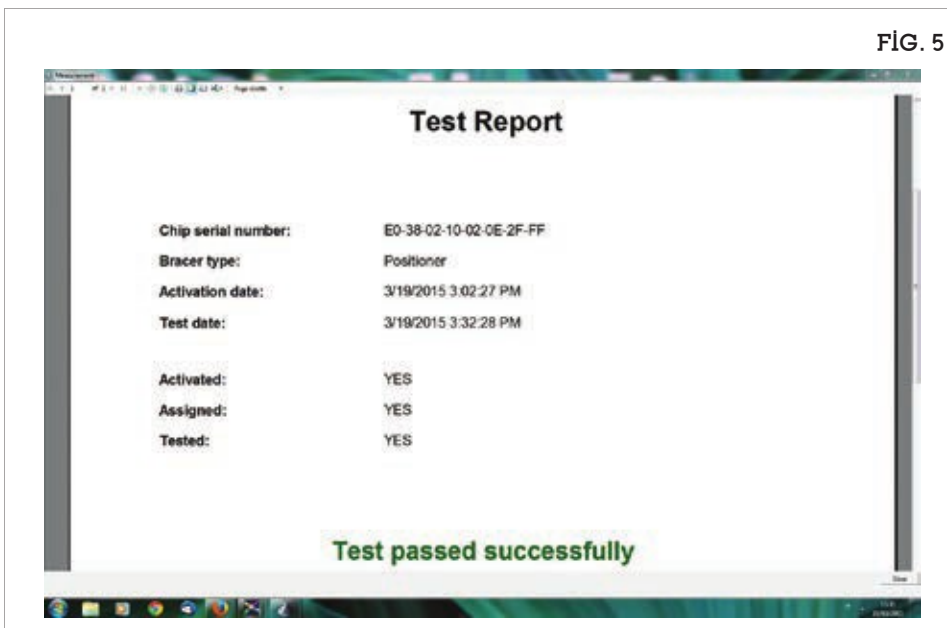 FİG. 5
Measurement
Test Report
Chip serial number: E0-38-02-10-02-0E-2F-FF
Bracer type: Positioner
Activation date: 3/19/2015 3:02:27 PM
Test date: 3/19/2015 3:32:28 PM
Activated: YES
Assigned: YES
Tested: YES
Test passed successfully
Close